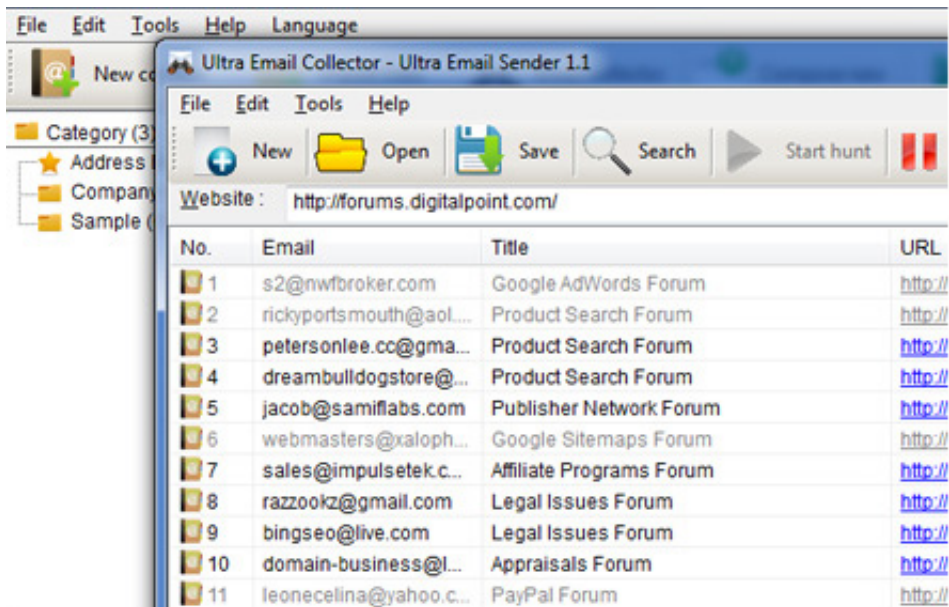 File Edit Tools Help Language
New co
Ultra Email Collector - Ultra Email Sender 1.1
File Edit Tools Help
New Open Save Search Start hunt
Category (3)
Address
Company
Sample (
Website : http://forums.digitalpoint.com/
No. Email Title URL
1 s2@nwfbroker.com Google AdWords Forum http://
2 rickyportsmouth@aol.... Product Search Forum http://
3 petersonlee.cc@gma... Product Search Forum http://
4 dreambulldogstore@... Product Search Forum http://
5 jacob@samiflabs.com Publisher Network Forum http://
6 webmasters@xaloph... Google Sitemaps Forum http://
7 sales@impulsetek.c... Affiliate Programs Forum http://
8 razzookz@gmail.com Legal Issues Forum http://
9 bingseo@live.com Legal Issues Forum http://
10 domain-business@l... Appraisals Forum http://
11 leonecelina@yahoo.c... PayPal Forum http://